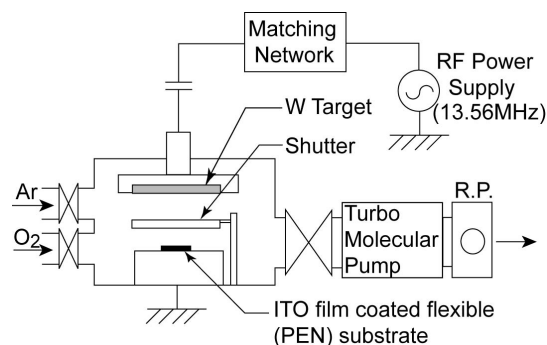 Matching
Network
RF Power
Supply
(13.56MHz)
W Target
Shutter
Ar
O2
Turbo
Molecular
Pump
R.P.
ITO film coated flexible
(PEN) substrate